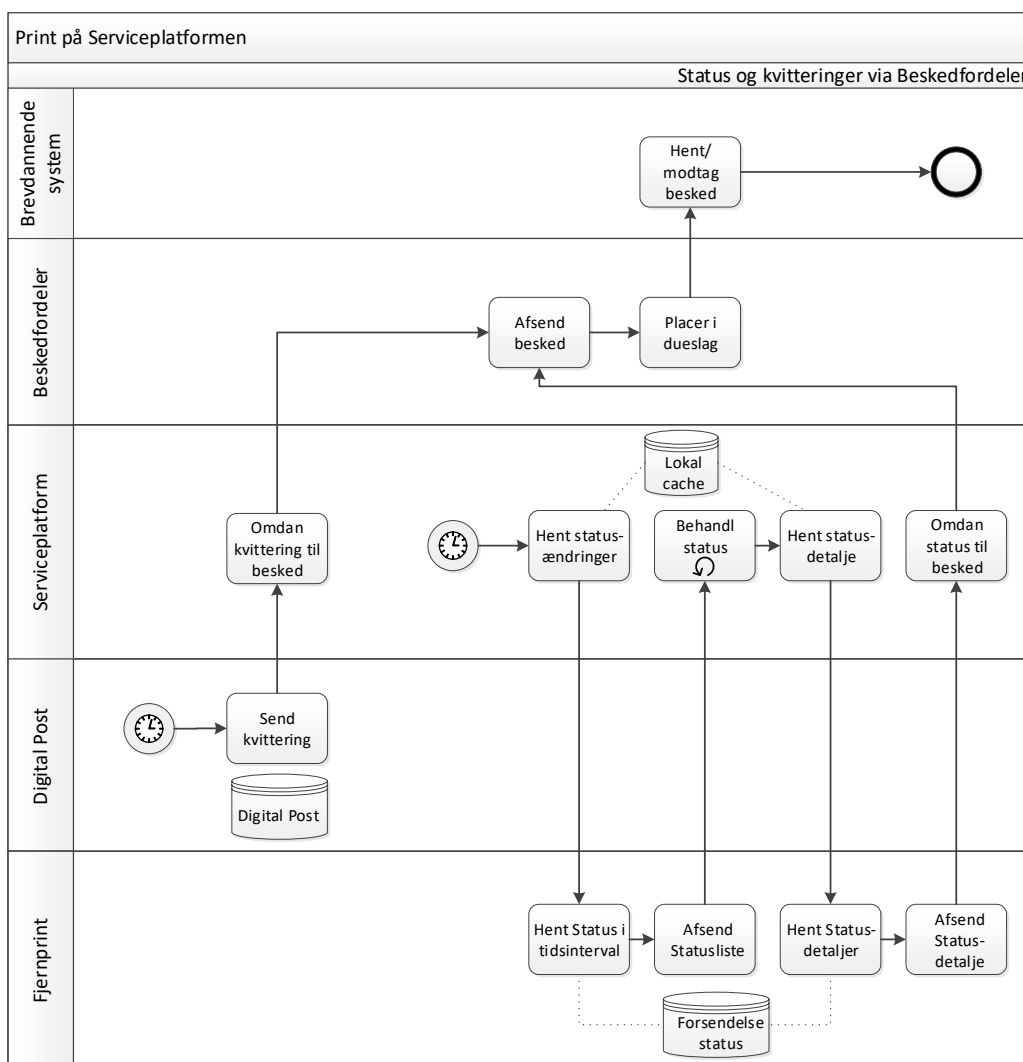 Print på Serviceplatformen
Status og kvitteringer via Beskedfordeler
Brevdannende
system
Hent/
modtag
besked
Beskedfordeler
Afsend
besked
Placer i
dueslag
Serviceplatform
Lokal
cache
Omdan
kvittering til
besked
Hent status-
ændringer
Behandl
status
Hent status-
detalje
Omdan
status til
besked
Digital Post
Send
kvittering
Digital Post
Fjernprint
Hent Status i
tidsinterval
Afsend
Statusliste
Hent Status-
detaljer
Afsend
Status-
detalje
Forsendelse
status